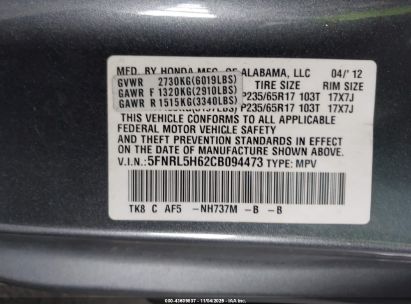 MFD. BY HONDA MFG. OF ALABAMA, LLC 04/'12
GVWR 2730KG(6019LBS) TIRE SIZE RIM SIZE
GAWR F 1320KG(2910LBS) P235/65R17 103T 17X7J
GAWR R 1515KG(3340LBS) P235/65R17 103T 17X7J
THIS VEHICLE CONFORMS TO ALL APPLICABLE
FEDERAL MOTOR VEHICLE SAFETY
AND THEFT PREVENTION STANDARDS IN EFFECT
ON THE DATE OF MANUFACTURE SHOWN ABOVE.
V.I.N.: 5FNRL5H62CB094473 TYPE: MPV
TK8 C AF5 -NH737M -B -B